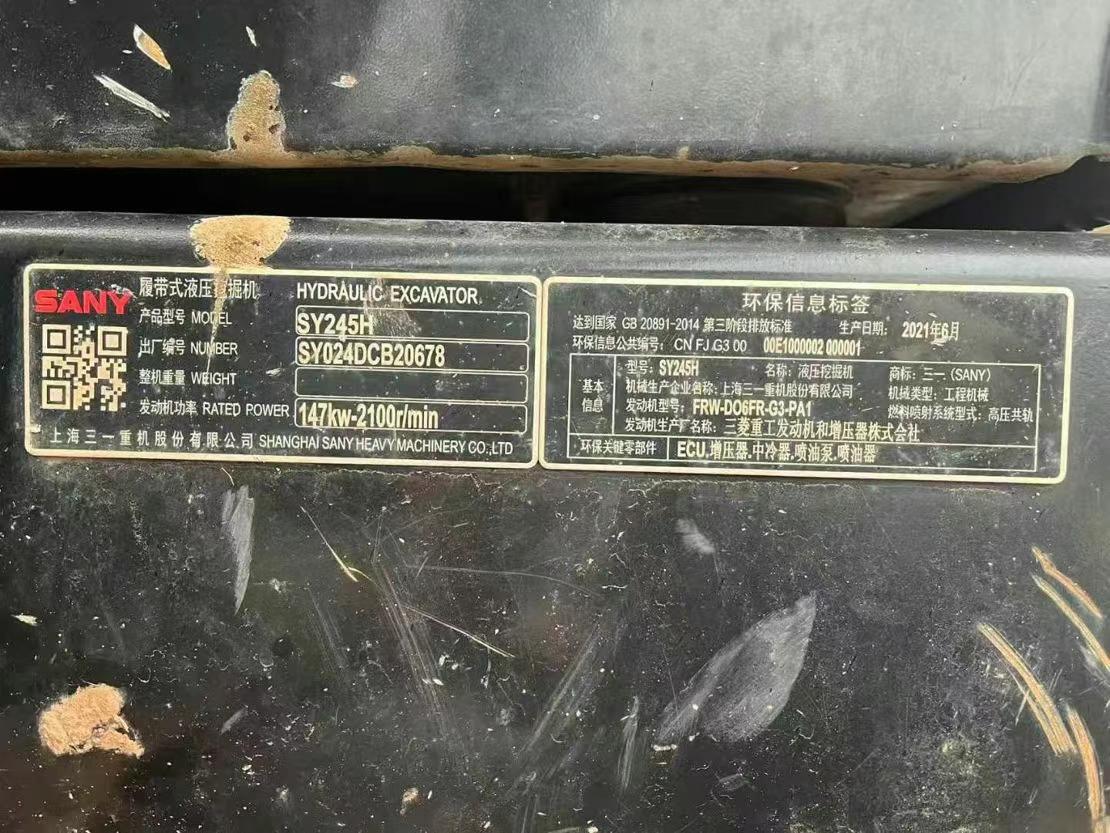 SANY 履带式液压挖掘机 HYDRAULIC EXCAVATOR
产品型号 MODEL SY245H
出厂编号 NUMBER SY024DCB20678
整机重量 WEIGHT
发动机功率 RATED POWER 147kw-2100r/min
上海三一重机股份有限公司 SHANGHAI SANY HEAVY MACHINERY CO.,LTD
环保信息标签
达到国家 GB 20891-2014 第三阶段排放标准 生产日期: 2021年6月
环保信息公共编号: CN FJ G3 00 00E1000002 000001
基本信息
型号: SY245H 名称: 液压挖掘机 商标: 三一 (SANY)
机械生产企业名称: 上海三一重机股份有限公司 机械类型: 工程机械
发动机型号: FRW-DO6FR-G3-PA1 燃料喷射系统型式: 高压共轨
发动机生产厂名称: 三菱重工发动机和增压器株式会社
环保关键零部件 ECU,增压器,中冷器,喷油泵,喷油器